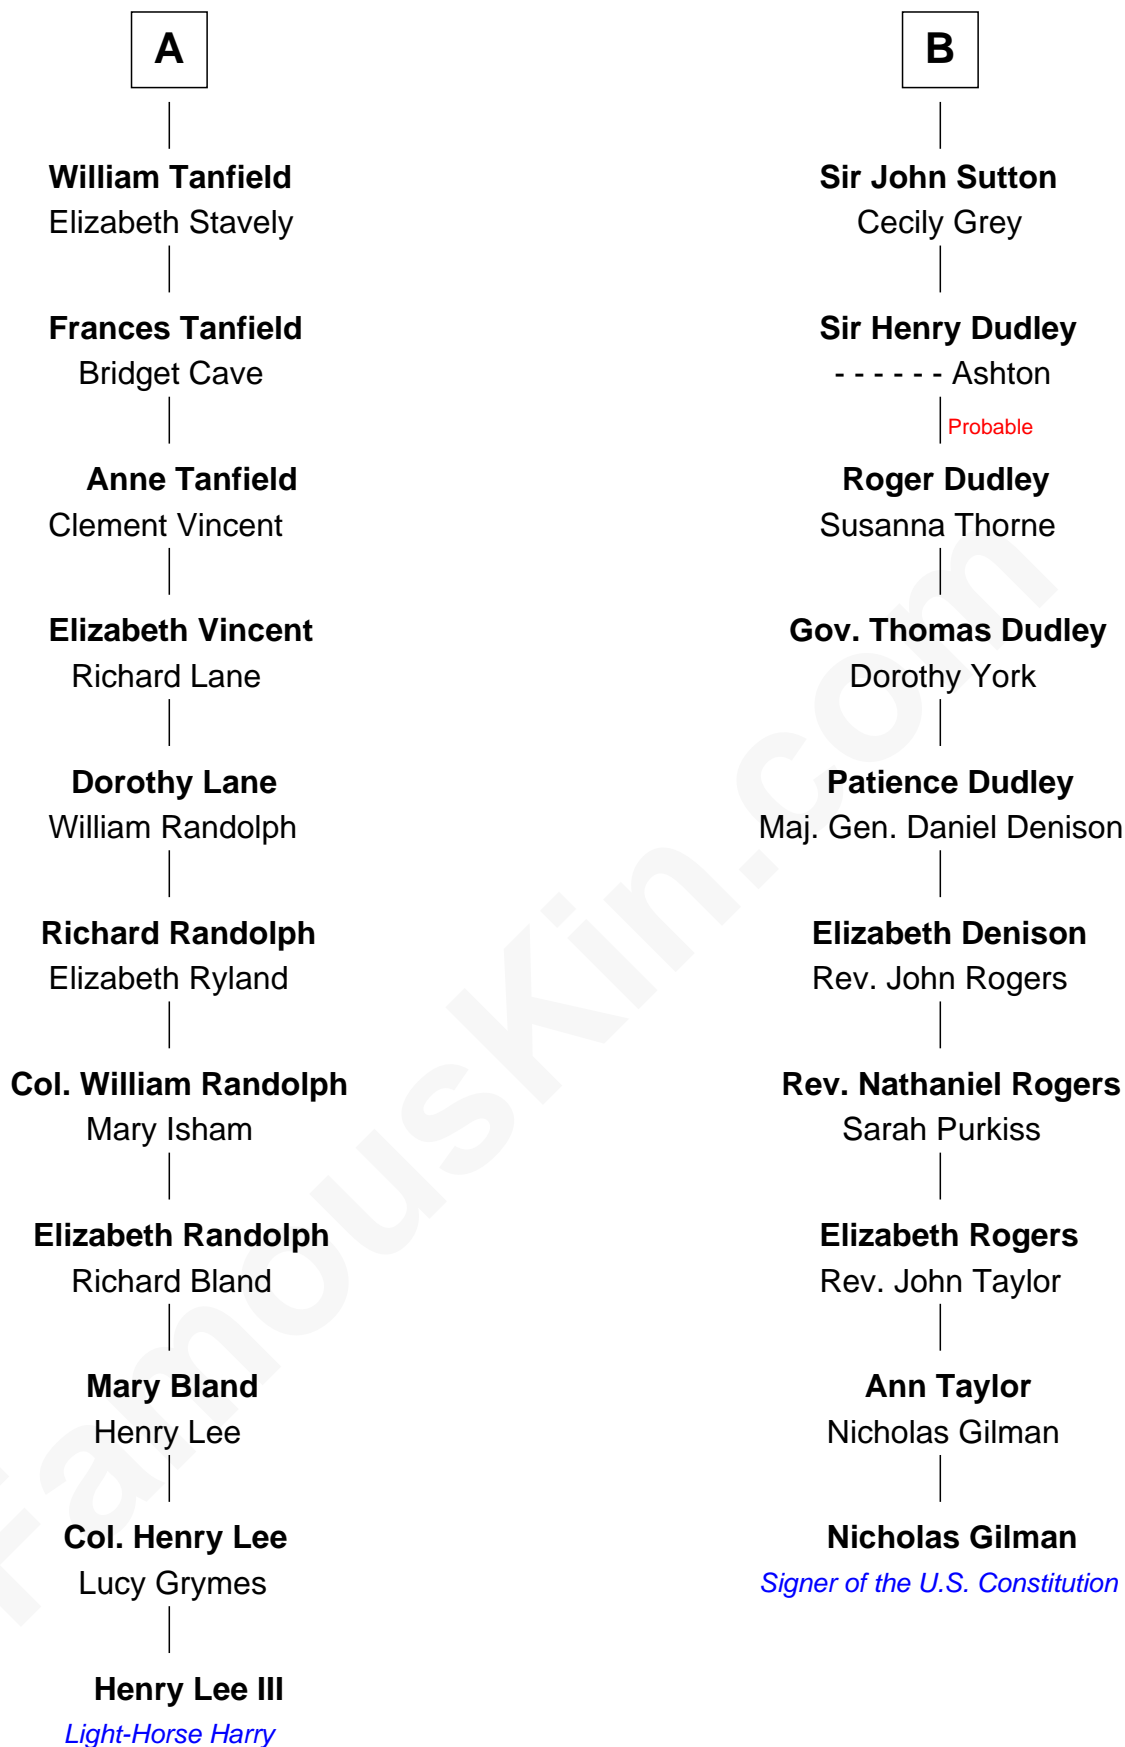 A
William Tanfield
Elizabeth Stavely
Frances Tanfield
Bridget Cave
Anne Tanfield
Clement Vincent
Elizabeth Vincent
Richard Lane
Dorothy Lane
William Randolph
Richard Randolph
Elizabeth Ryland
Col. William Randolph
Mary Isham
Elizabeth Randolph
Richard Bland
Mary Bland
Henry Lee
Col. Henry Lee
Lucy Grymes
Henry Lee III
Light-Horse Harry
B
Sir John Sutton
Cecily Grey
Sir Henry Dudley
- - - - - - Ashton
Probable
Roger Dudley
Susanna Thorne
Gov. Thomas Dudley
Dorothy York
Patience Dudley
Maj. Gen. Daniel Denison
Elizabeth Denison
Rev. John Rogers
Rev. Nathaniel Rogers
Sarah Purkiss
Elizabeth Rogers
Rev. John Taylor
Ann Taylor
Nicholas Gilman
Nicholas Gilman
Signer of the U.S. Constitution
FamousKin.com